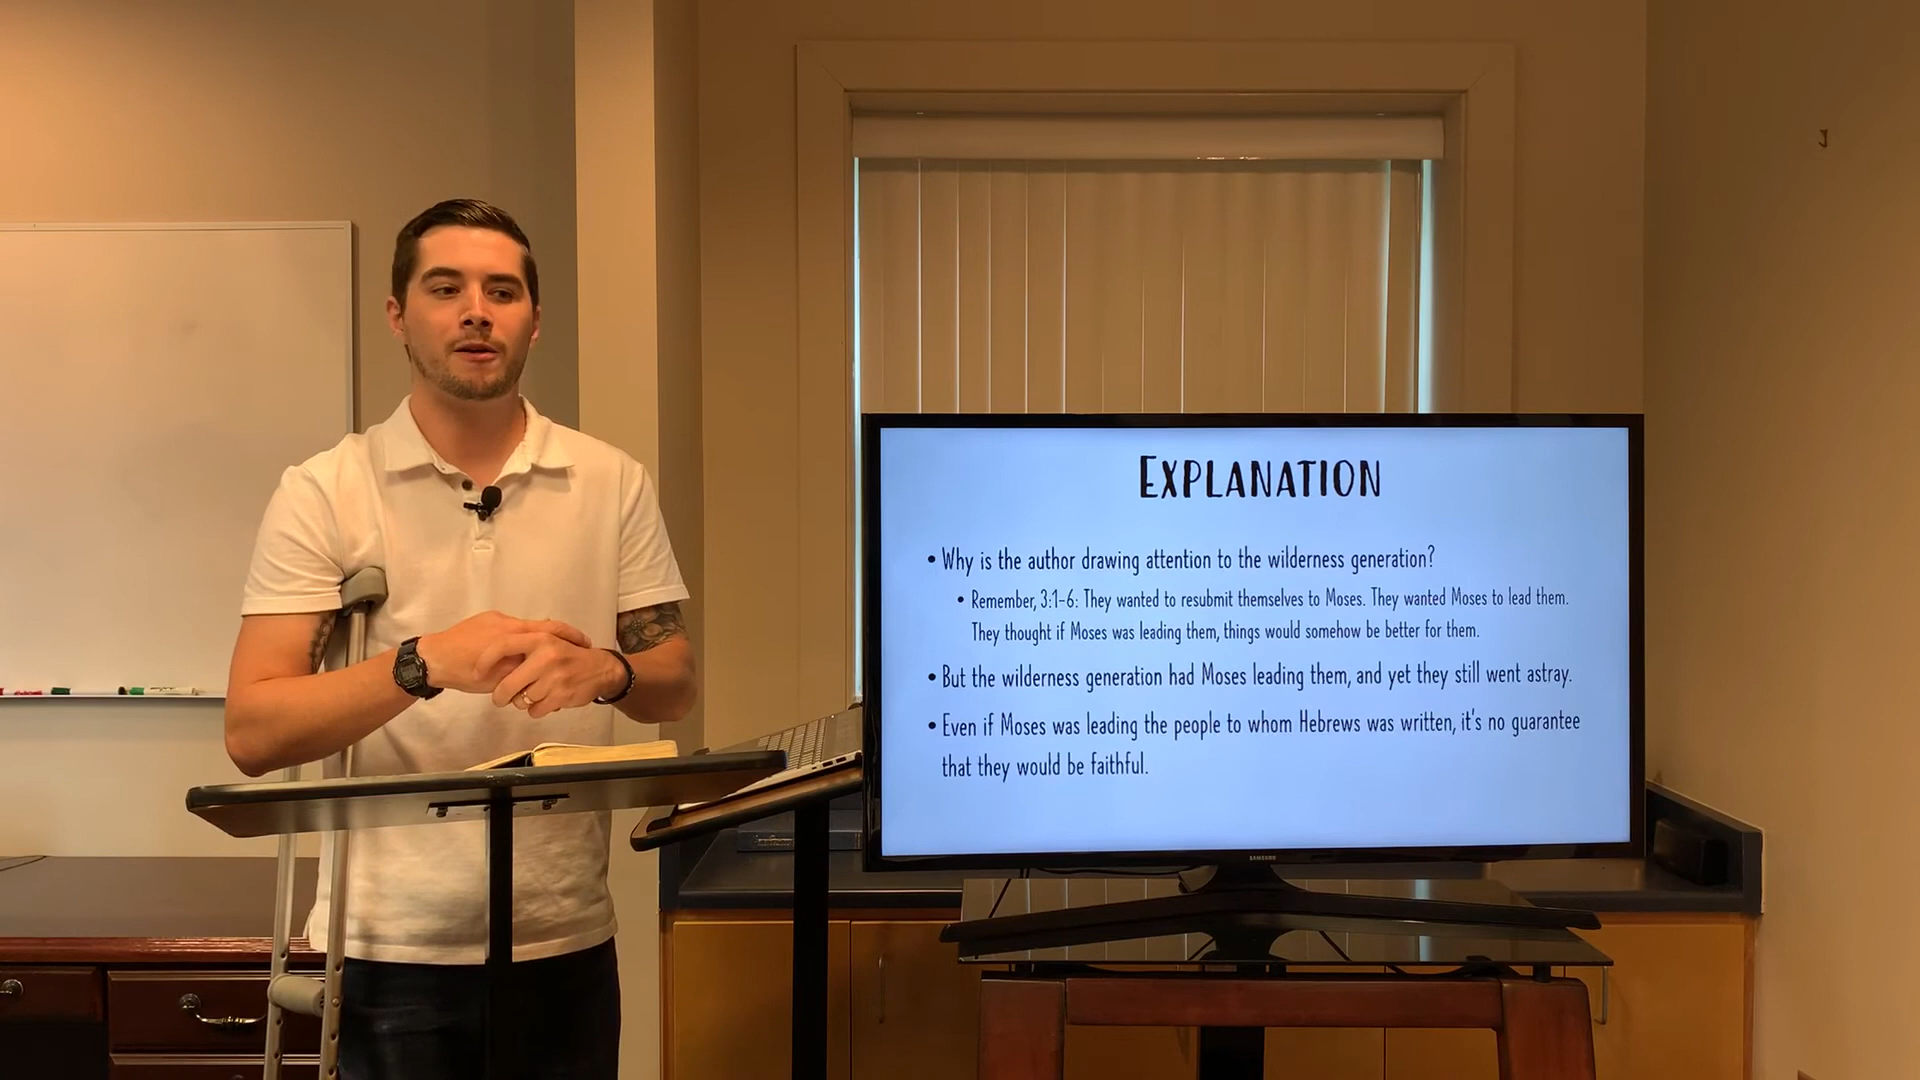 EXPLANATION
• Why is the author drawing attention to the wilderness generation?
• Remember, 3:1-6: They wanted to resubmit themselves to Moses. They wanted Moses to lead them.
They thought if Moses was leading them, things would somehow be better for them.
• But the wilderness generation had Moses leading them, and yet they still went astray.
• Even if Moses was leading the people to whom Hebrews was written, it's no guarantee
that they would be faithful.
SAMSUNG